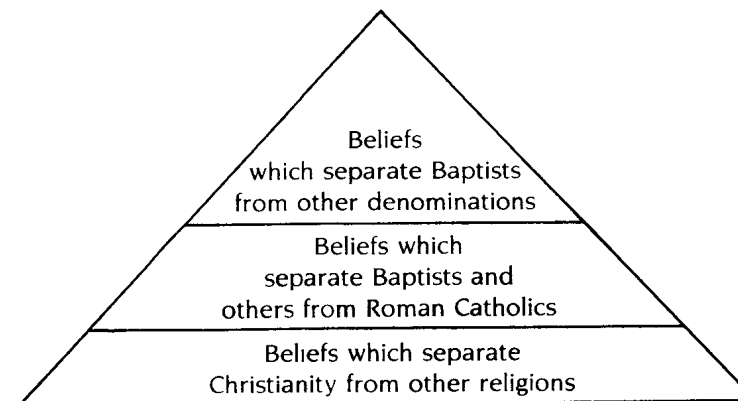 Beliefs
which separate Baptists
from other denominations
Beliefs which
separate Baptists and
others from Roman Catholics
Beliefs which separate
Christianity from other religions